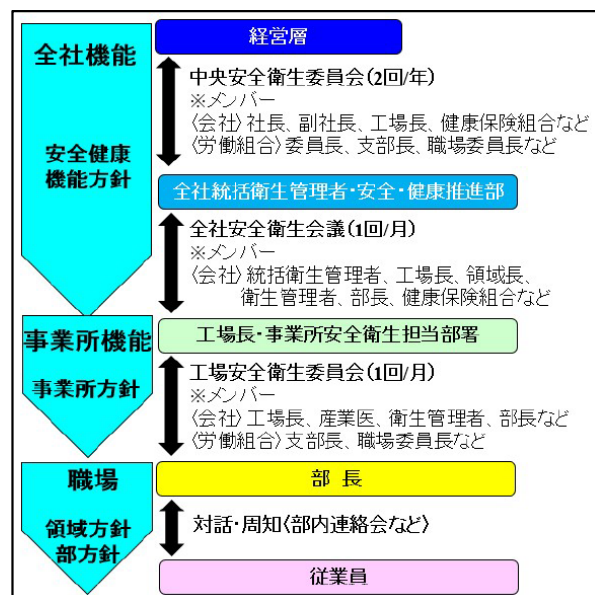 全社機能
安全健康
機能方針
経営層
中央安全衛生委員会(2回/年)
※メンバー
〈会社〉社長、副社長、工場長、健康保険組合など
〈労働組合〉委員長、支部長、職場委員長など
全社統括衛生管理者・安全・健康推進部
全社安全衛生会議(1回/月)
※メンバー
〈会社〉統括衛生管理者、工場長、領域長、
衛生管理者、部長、健康保険組合など
事業所機能
事業所方針
工場長・事業所安全衛生担当部署
工場安全衛生委員会(1回/月)
※メンバー
〈会社〉工場長、産業医、衛生管理者、部長など
〈労働組合〉支部長、職場委員長など
職場
領域方針
部方針
部 長
対話・周知〈部内連絡会など〉
従業員